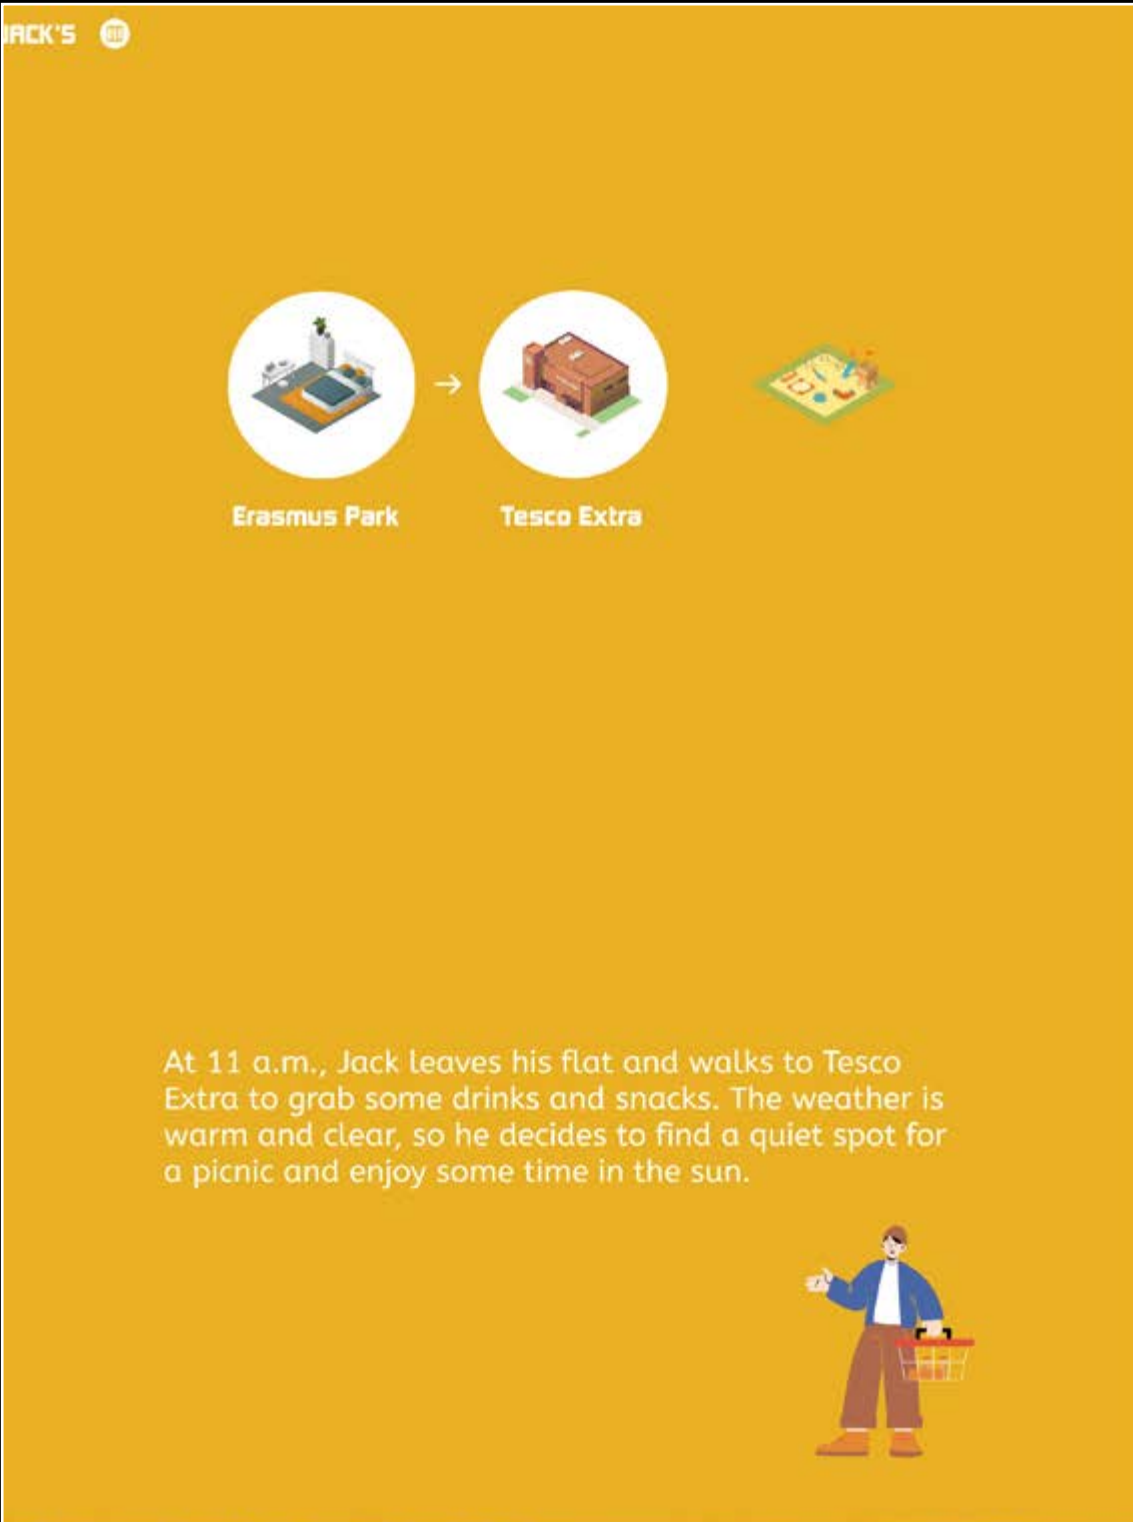 JACK'S
Erasmus Park
Tesco Extra
At 11 a.m., Jack leaves his flat and walks to Tesco
Extra to grab some drinks and snacks. The weather is
warm and clear, so he decides to find a quiet spot for
a picnic and enjoy some time in the sun.